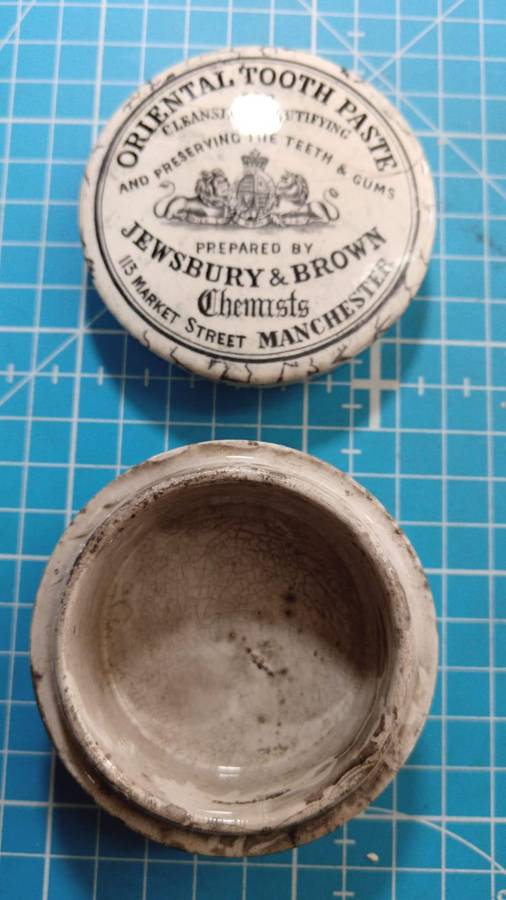 ORIENTAL TOOTH PASTE
AND PRESERVING THE TEETH & GUMS
PREPARED BY
JEWSBURY & BROWN
Chemists
113 MARKET STREET MANCHESTER